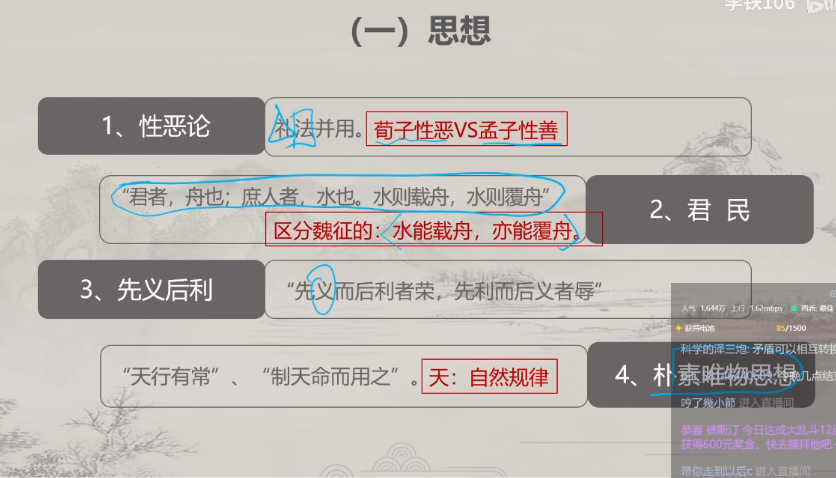 李铁106
（一）思想
1、性恶论
礼法并用。 荀子性恶VS孟子性善
“君者，舟也；庶人者，水也。水则载舟，水则覆舟”
2、君 民
区分魏征的：水能载舟，亦能覆舟。
3、先义后利
“先义而后利者荣，先利而后义者辱”
“天行有常”、“制天命而用之”。 天：自然规律
4、朴素唯物思想
人气 1.644万 上行 1.62mbps
获得电池 85/1500
科学的泽三炮: 矛盾可以相互转换
今晚几点结
哼了幾小節 进入直播间
恭喜 裤斯汀 今日达成大乱斗12
获得600元奖金，快去膜拜他吧
带你走到以后c 进入直播间